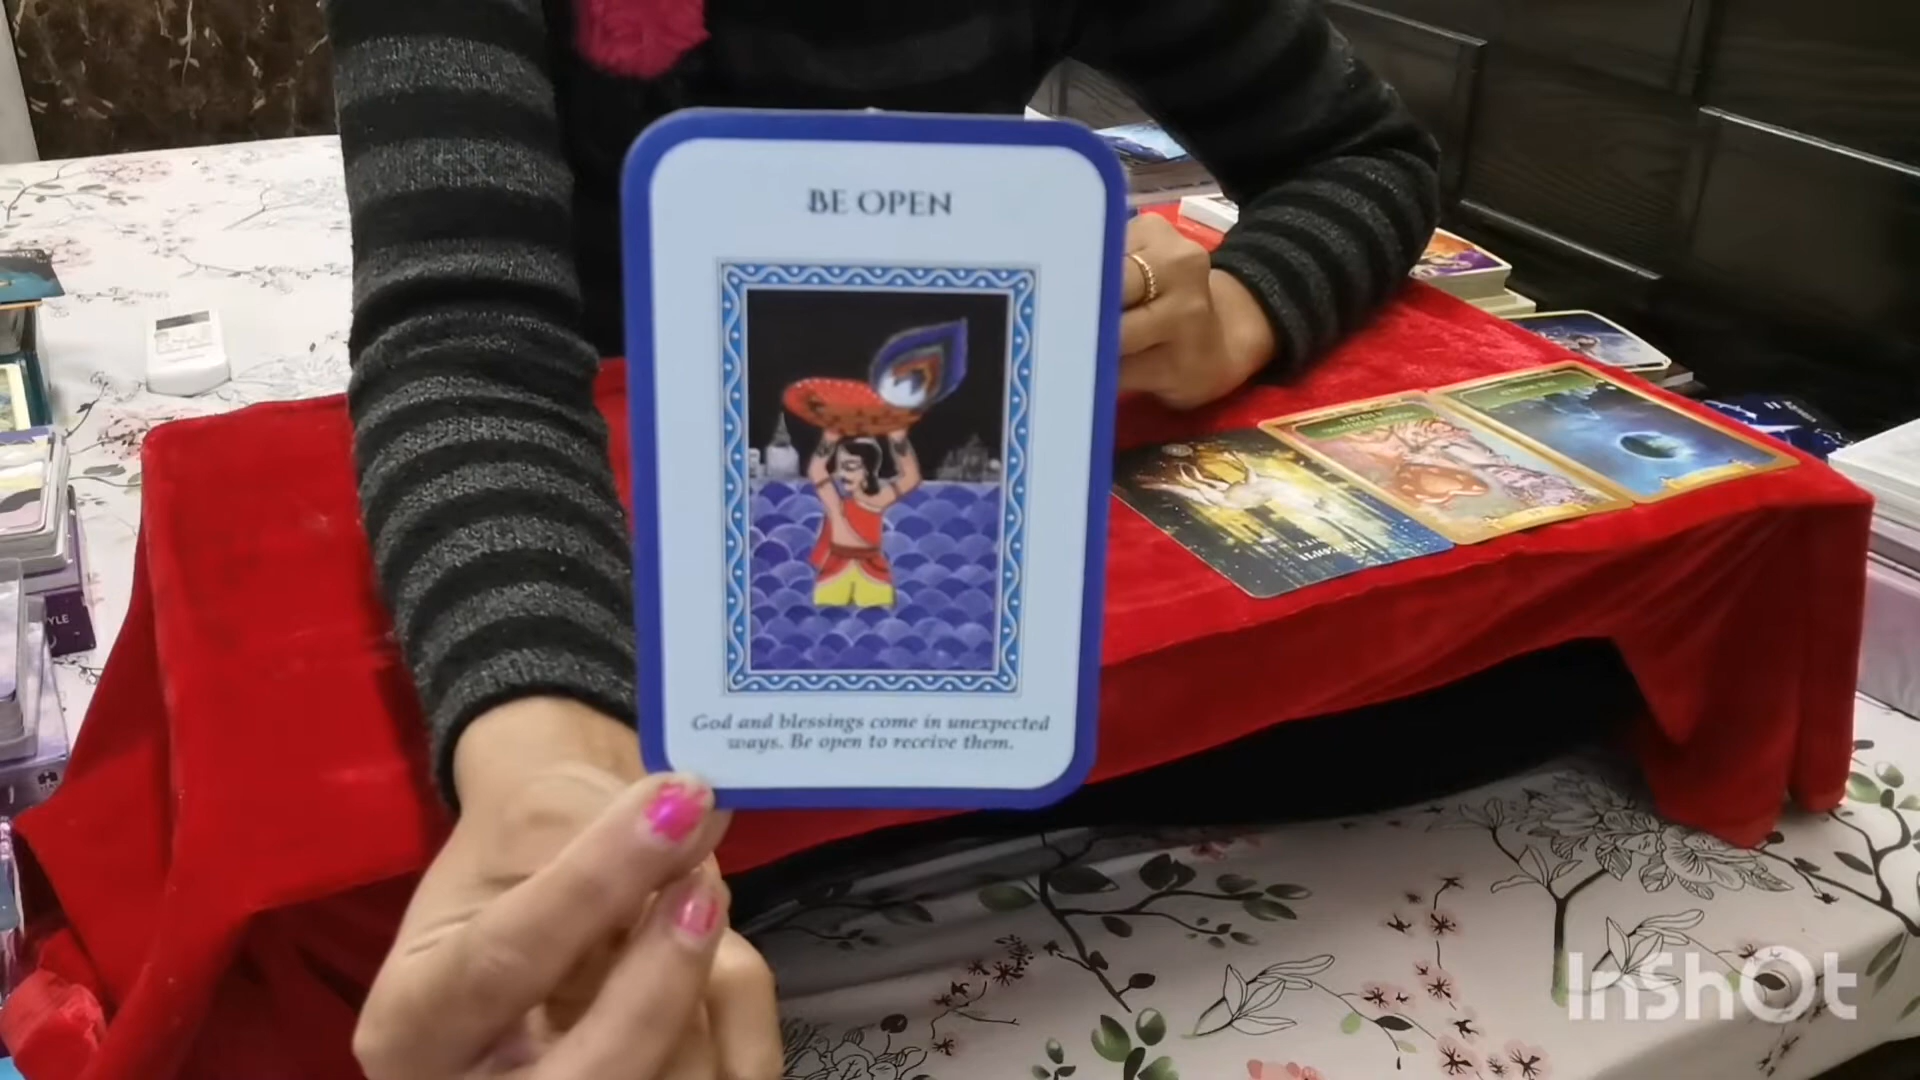 BE OPEN
God and blessings come in unexpected
ways. Be open to receive them.
InShOt